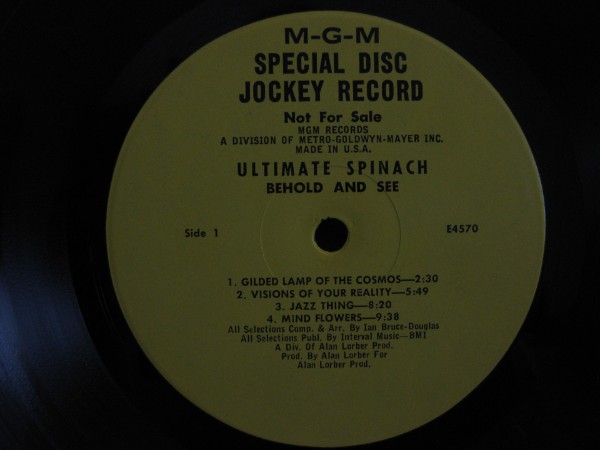 M-G-M
SPECIAL DISC
JOCKEY RECORD
Not For Sale
MGM RECORDS
A DIVISION OF METRO-GOLDWYN-MAYER INC.
MADE IN U.S.A.
ULTIMATE SPINACH
BEHOLD AND SEE
Side 1
E4570
1. GILDED LAMP OF THE COSMOS—2:30
2. VISIONS OF YOUR REALITY—5:49
3. JAZZ THING—8:20
4. MIND FLOWERS—9:38
All Selections Comp. & Arr. By Ian Bruce-Douglas
All Selections Publ. By Interval Music—BMI
A Div. Of Alan Lorber Prod.
Prod. By Alan Lorber For
Alan Lorber Prod.